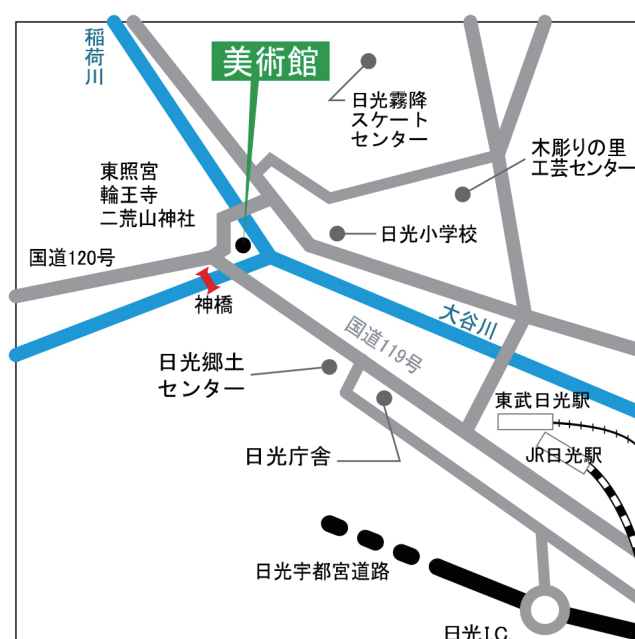 稲荷川
美術館
日光霧降
スケート
センター
木彫りの里
工芸センター
東照宮
輪王寺
二荒山神社
日光小学校
国道120号
神橋
大谷川
国道119号
日光郷土
センター
東武日光駅
JR日光駅
日光庁舎
日光宇都宮道路
日光I.C.